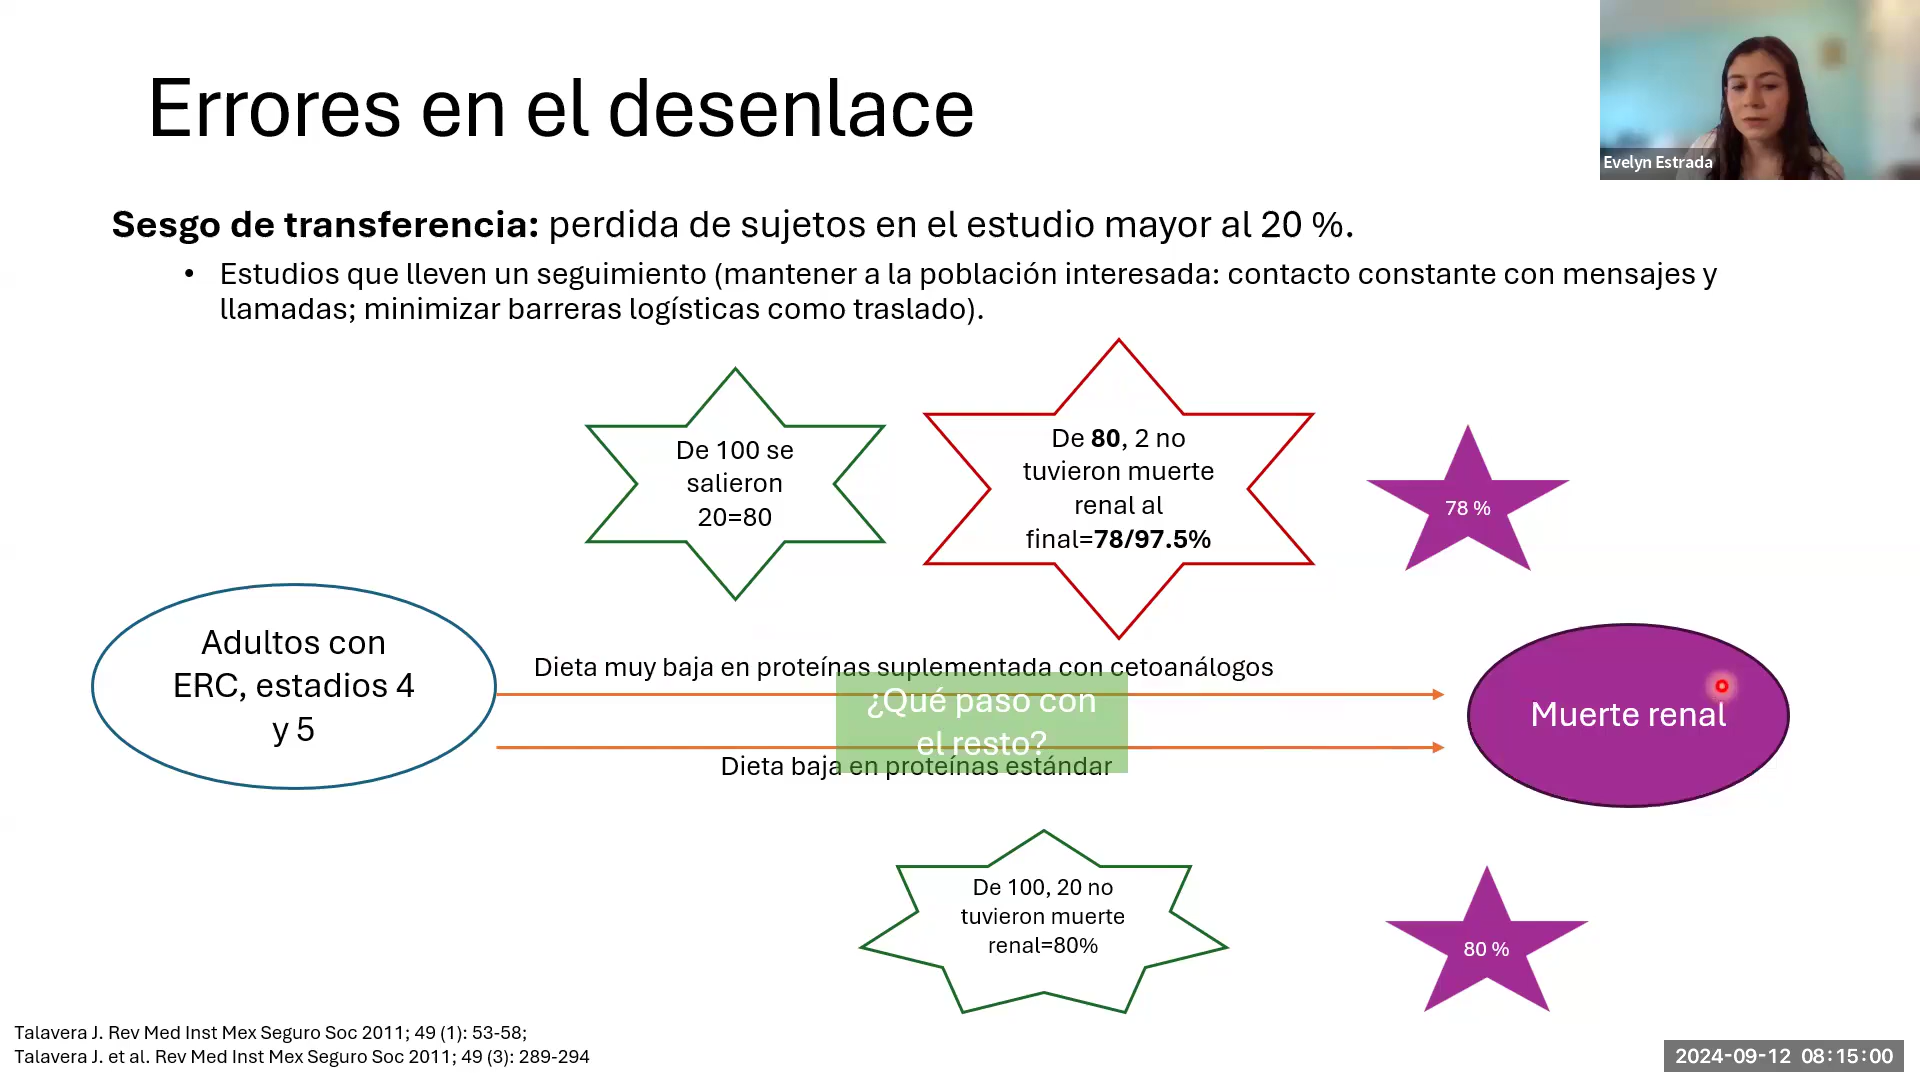 Errores en el desenlace
Evelyn Estrada
Sesgo de transferencia: perdida de sujetos en el estudio mayor al 20 %.
• Estudios que lleven un seguimiento (mantener a la población interesada: contacto constante con mensajes y
llamadas; minimizar barreras logísticas como traslado).
De 100 se
salieron
20=80
De 80, 2 no
tuvieron muerte
renal al
final=78/97.5%
78 %
Adultos con
ERC, estadios 4
y 5
Dieta muy baja en proteínas suplementada con cetoanálogos
¿Qué paso con
el resto?
Dieta baja en proteínas estándar
Muerte renal
De 100, 20 no
tuvieron muerte
renal=80%
80 %
Talavera J. Rev Med Inst Mex Seguro Soc 2011; 49 (1): 53-58;
Talavera J. et al. Rev Med Inst Mex Seguro Soc 2011; 49 (3): 289-294
2024-09-12 08:15:00